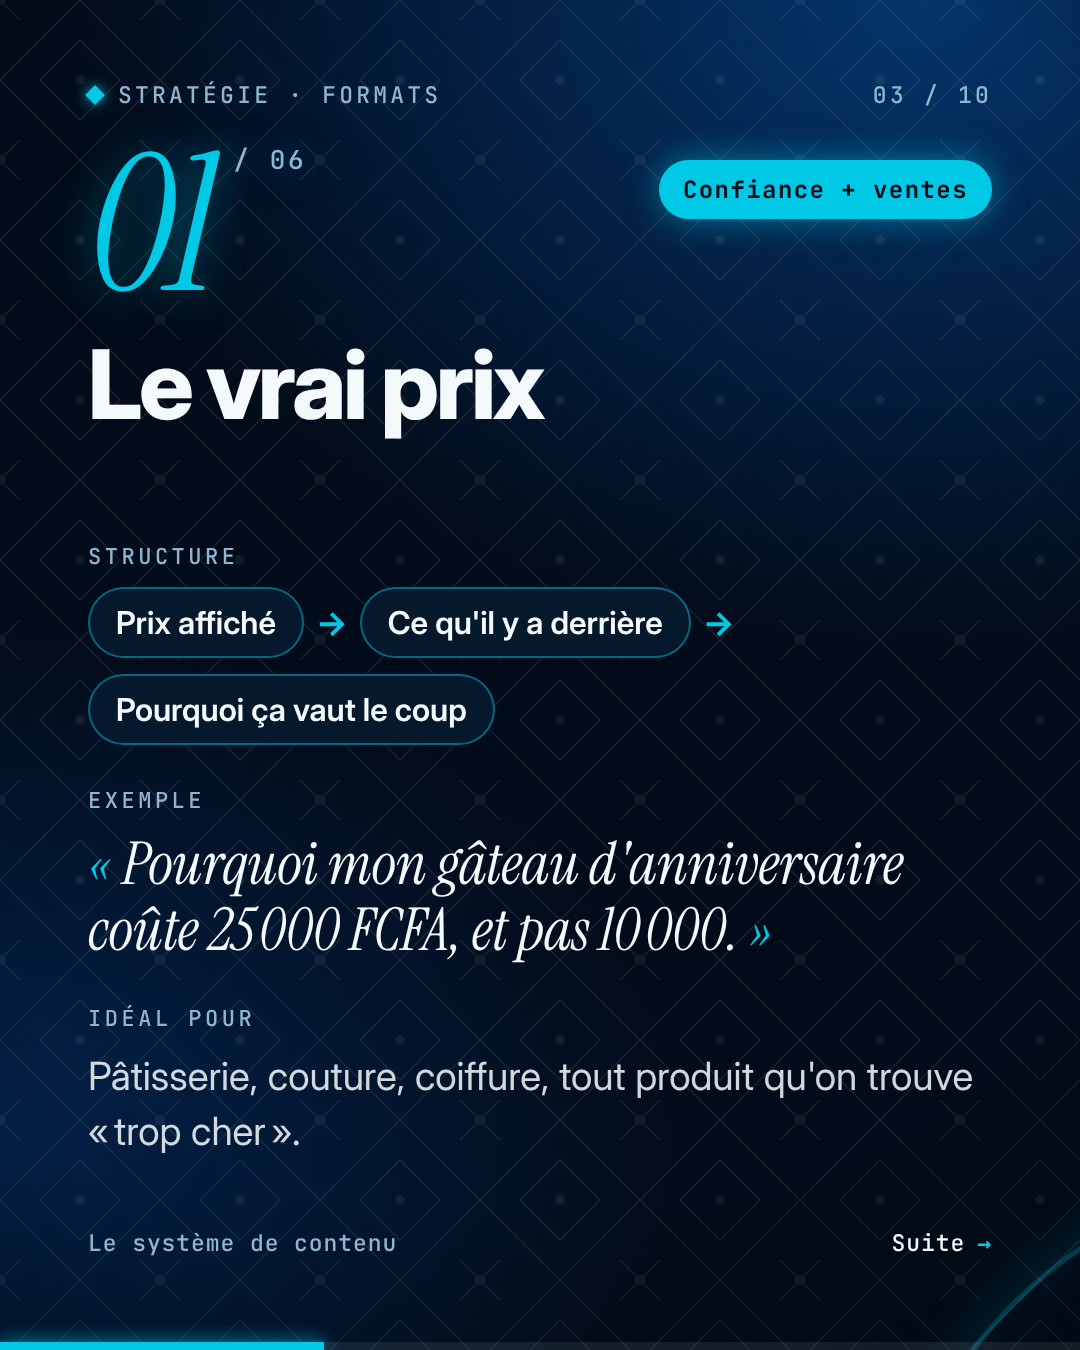 STRATÉGIE · FORMATS
03 / 10
01 / 06
Confiance + ventes
Le vrai prix
STRUCTURE
Prix affiché → Ce qu'il y a derrière →
Pourquoi ça vaut le coup
EXEMPLE
« Pourquoi mon gâteau d'anniversaire
coûte 25 000 FCFA, et pas 10 000. »
IDÉAL POUR
Pâtisserie, couture, coiffure, tout produit qu'on trouve
« trop cher ».
Le système de contenu
Suite →